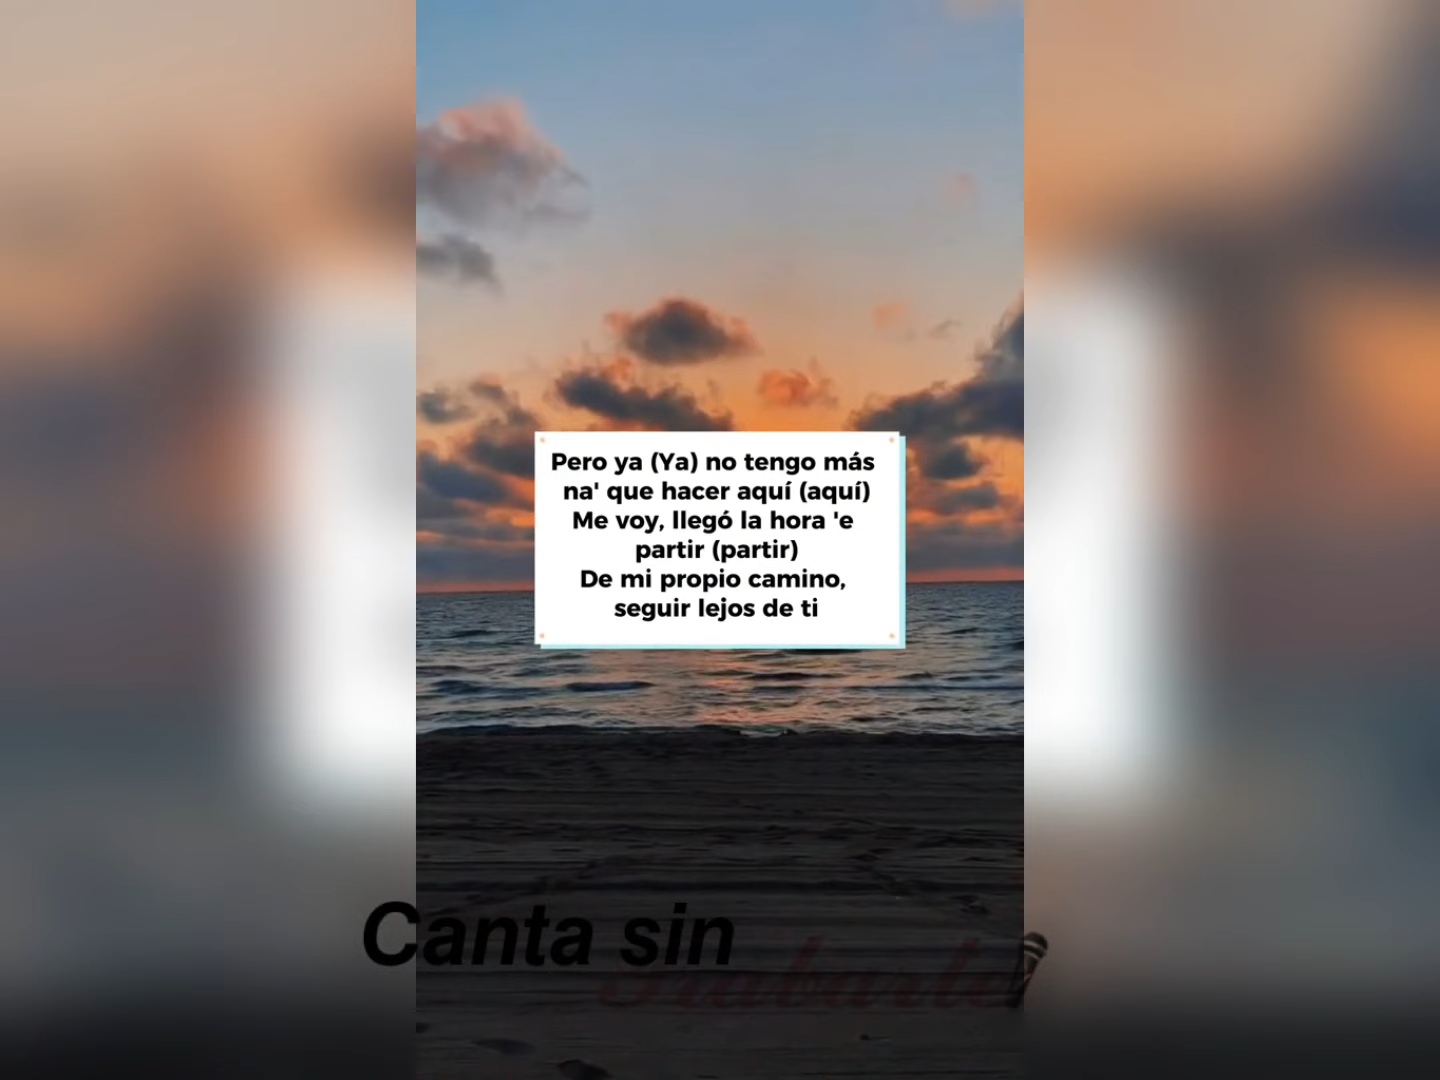 Pero ya (Ya) no tengo más
na' que hacer aquí (aquí)
Me voy, llegó la hora 'e
partir (partir)
De mi propio camino,
seguir lejos de ti
Canta sin